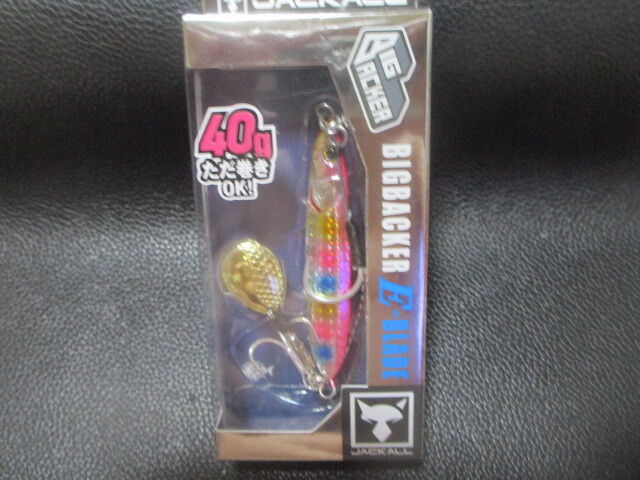 JACKALL
BIG
BACKER
40g
ただ巻き
OK!
BIGBACKER E-BLADE
JACKALL